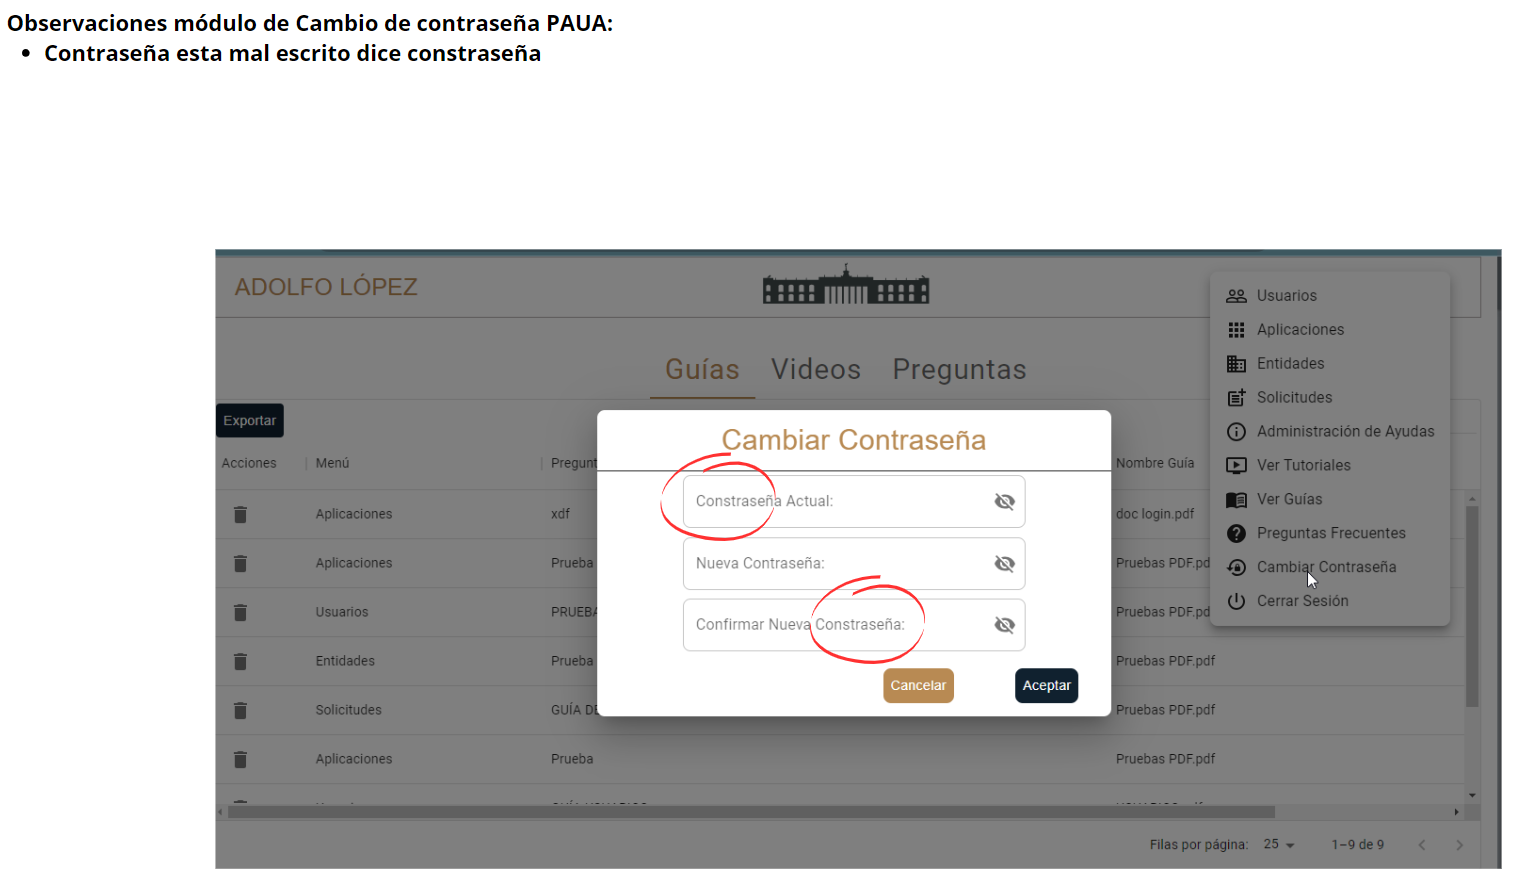 Observaciones módulo de Cambio de contraseña PAUA:
• Contraseña esta mal escrito dice constraseña
ADOLFO LÓPEZ
Usuarios
Aplicaciones
Entidades
Solicitudes
Administración de Ayudas
Ver Tutoriales
Ver Guías
Preguntas Frecuentes
Cambiar Contraseña
Cerrar Sesión
Guías Videos Preguntas
Exportar
Cambiar Contraseña
Constraseña Actual:
Nueva Contraseña:
Confirmar Nueva Constraseña:
Cancelar Aceptar
Acciones Menú Nombre Guía
Aplicaciones xdf doc login.pdf
Aplicaciones Prueba Pruebas PDF.pd
Usuarios PRUEBA Pruebas PDF.pd
Entidades Prueba Pruebas PDF.pdf
Solicitudes GUÍA DE Pruebas PDF.pdf
Aplicaciones Prueba Pruebas PDF.pdf
Filas por página: 25 1–9 de 9